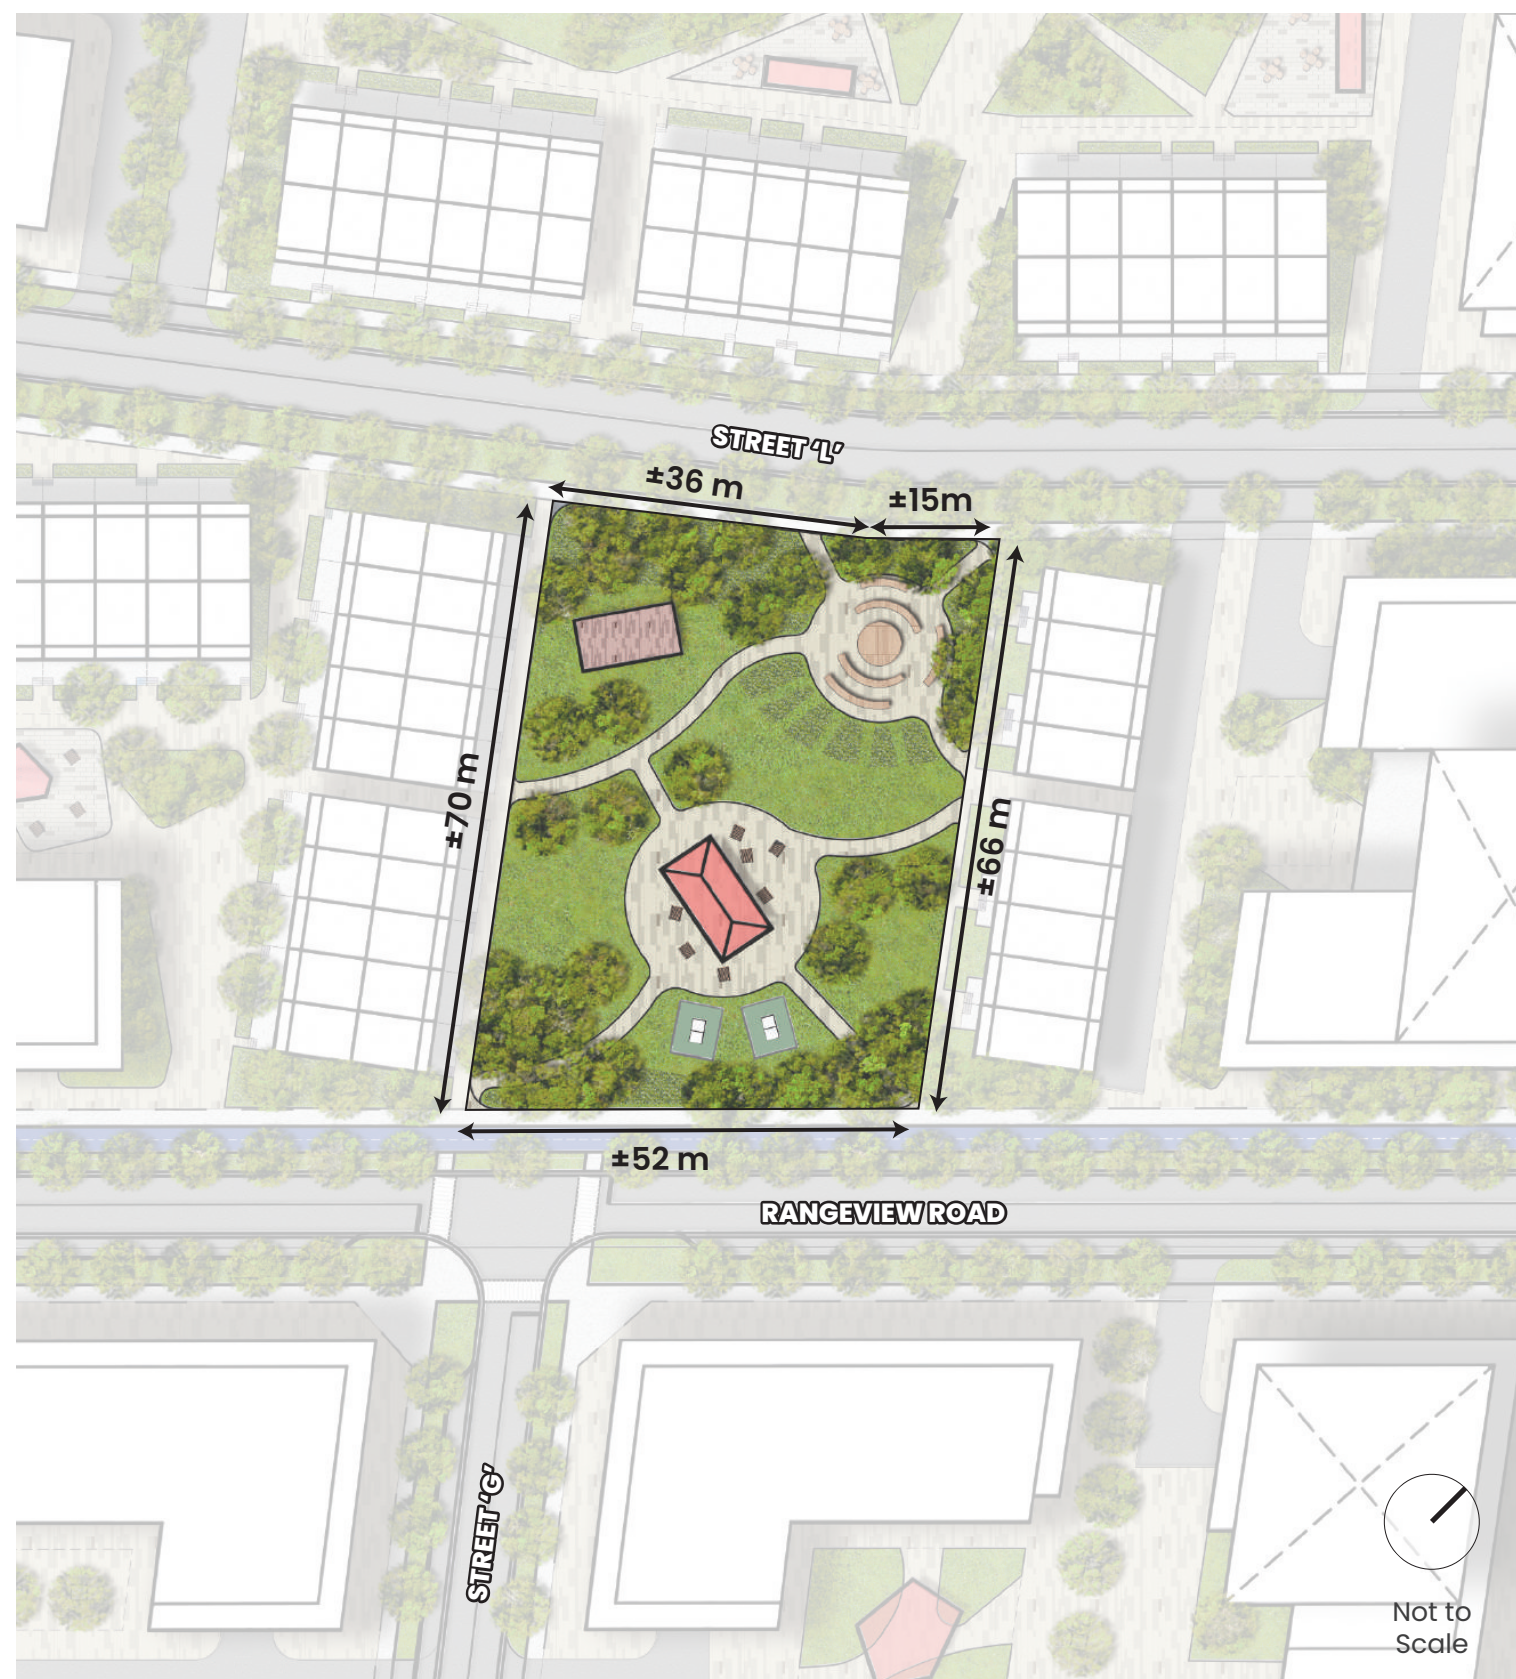 STREET 'L'
±36 m
±15m
±70 m
±66 m
±52 m
RANGEVIEW ROAD
STREET 'G'
Not to
Scale